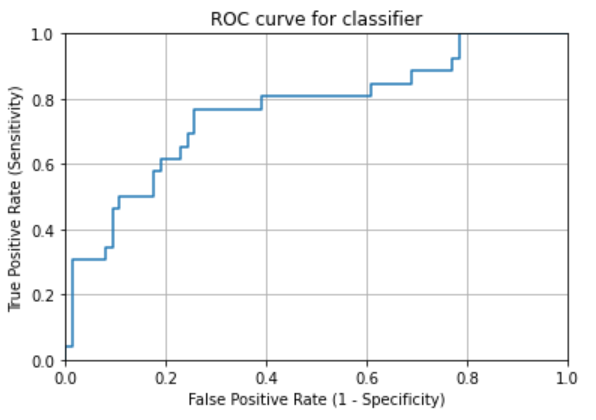 ROC curve for classifier
True Positive Rate (Sensitivity)
1.0
0.8
0.6
0.4
0.2
0.0
0.0 0.2 0.4 0.6 0.8 1.0
False Positive Rate (1 - Specificity)